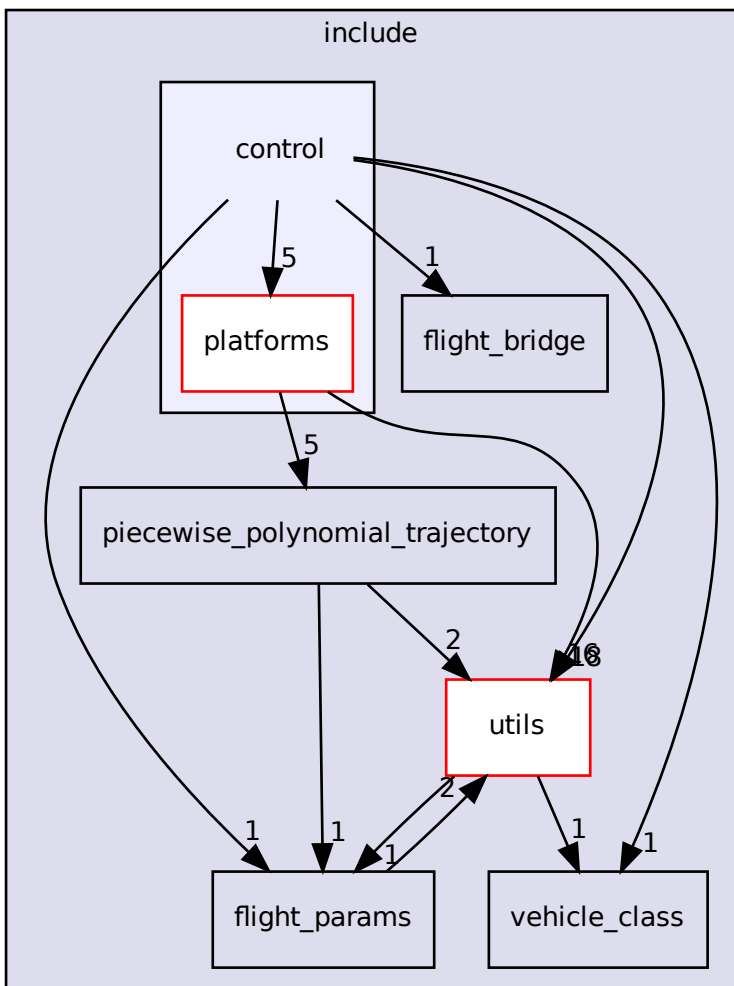 include
control
5
1
platforms
flight_bridge
5
piecewise_polynomial_trajectory
2
utils
2
1
1
1
1
1
flight_params
vehicle_class